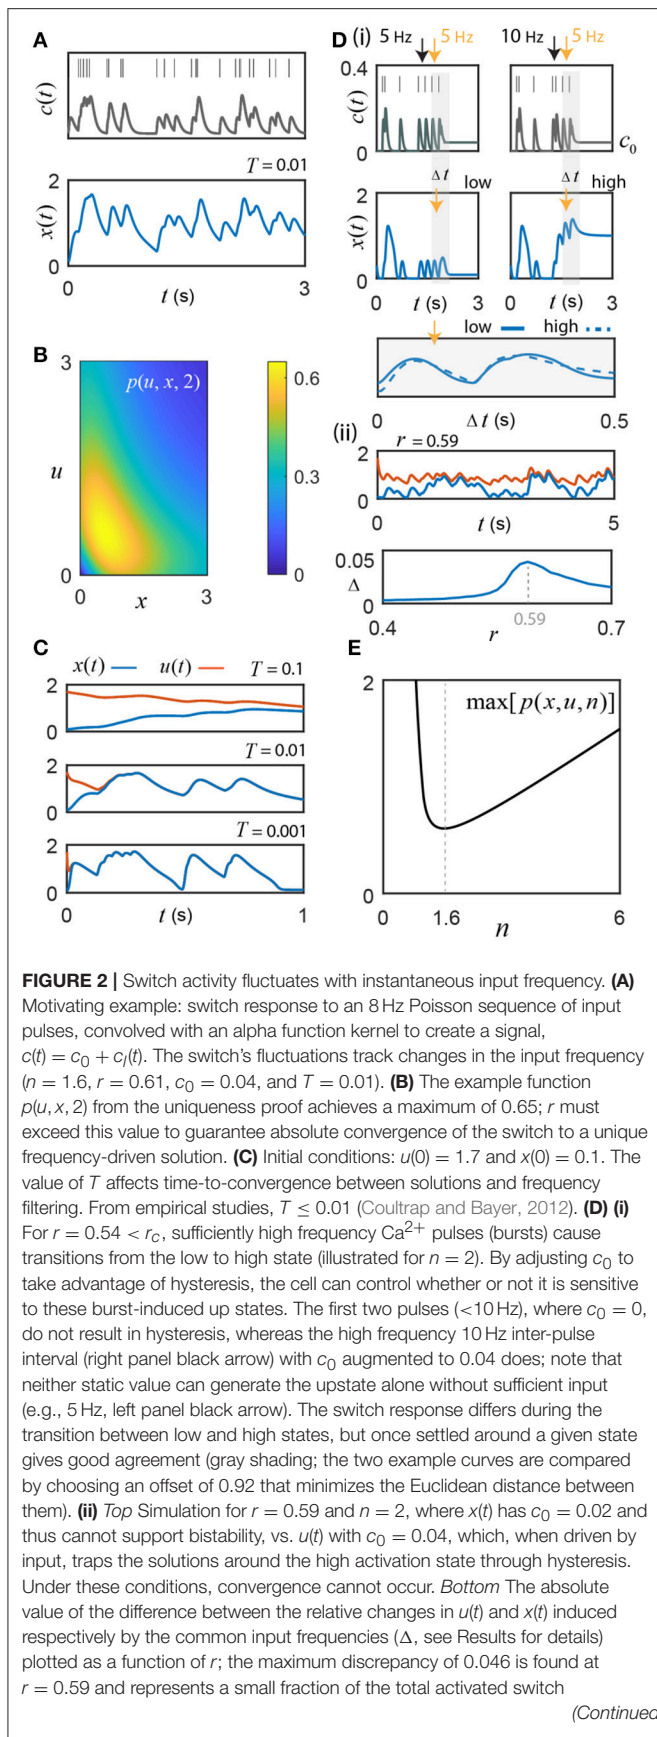 A
c(t)
T = 0.01
2
x(t)
0
0
3
t (s)
B
3
p(u, x, 2)
u
0
0
x
3
0.6
0.3
0
C
x(t)
u(t)
T = 0.1
2
0
T = 0.01
2
0
T = 0.001
2
0
0
t (s)
1
D (i)
5 Hz
5 Hz
10 Hz
5 Hz
0.4
c(t)
0
c0
Δt
low
Δt
high
2
x(t)
0
0
t (s)
3
0
t (s)
3
low
high
0
Δt (s)
0.5
(ii)
r = 0.59
2
0
0
t (s)
5
0.05
Δ
0
0.4
0.59
r
0.7
E
2
max[p(x,u,n)]
0
0
1.6
n
6
FIGURE 2 | Switch activity fluctuates with instantaneous input frequency. (A)
Motivating example: switch response to an 8 Hz Poisson sequence of input
pulses, convolved with an alpha function kernel to create a signal,
c(t) = c0 + cI(t). The switch's fluctuations track changes in the input frequency
(n = 1.6, r = 0.61, c0 = 0.04, and T = 0.01). (B) The example function
p(u, x, 2) from the uniqueness proof achieves a maximum of 0.65; r must
exceed this value to guarantee absolute convergence of the switch to a unique
frequency-driven solution. (C) Initial conditions: u(0) = 1.7 and x(0) = 0.1. The
value of T affects time-to-convergence between solutions and frequency
filtering. From empirical studies, T ≤ 0.01 (Coultrap and Bayer, 2012). (D) (i)
For r = 0.54 < rc, sufficiently high frequency Ca2+ pulses (bursts) cause
transitions from the low to high state (illustrated for n = 2). By adjusting c0 to
take advantage of hysteresis, the cell can control whether or not it is sensitive
to these burst-induced up states. The first two pulses (<10 Hz), where c0 = 0,
do not result in hysteresis, whereas the high frequency 10 Hz inter-pulse
interval (right panel black arrow) with c0 augmented to 0.04 does; note that
neither static value can generate the upstate alone without sufficient input
(e.g., 5 Hz, left panel black arrow). The switch response differs during the
transition between low and high states, but once settled around a given state
gives good agreement (gray shading; the two example curves are compared
by choosing an offset of 0.92 that minimizes the Euclidean distance between
them). (ii) Top Simulation for r = 0.59 and n = 2, where x(t) has c0 = 0.02 and
thus cannot support bistability, vs. u(t) with c0 = 0.04, which, when driven by
input, traps the solutions around the high activation state through hysteresis.
Under these conditions, convergence cannot occur. Bottom The absolute
value of the difference between the relative changes in u(t) and x(t) induced
respectively by the common input frequencies (Δ, see Results for details)
plotted as a function of r; the maximum discrepancy of 0.046 is found at
r = 0.59 and represents a small fraction of the total activated switch
(Continued